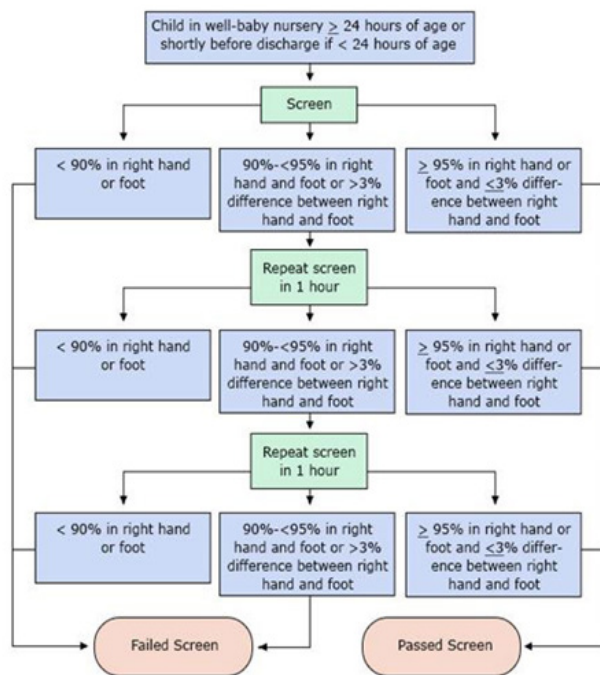 Child in well-baby nursery ≥ 24 hours of age or
shortly before discharge if < 24 hours of age
Screen
< 90% in right hand
or foot
90%-<95% in right
hand and foot or >3%
difference between right
hand and foot
≥ 95% in right hand or
foot and ≤3% differ-
ence between right
hand and foot
Repeat screen
in 1 hour
< 90% in right hand
or foot
90%-<95% in right
hand and foot or >3%
difference between right
hand and foot
≥ 95% in right hand or
foot and ≤3% differ-
ence between right
hand and foot
Repeat screen
in 1 hour
< 90% in right hand
or foot
90%-<95% in right
hand and foot or >3%
difference between right
hand and foot
≥ 95% in right hand or
foot and ≤3% differ-
ence between right
hand and foot
Failed Screen
Passed Screen